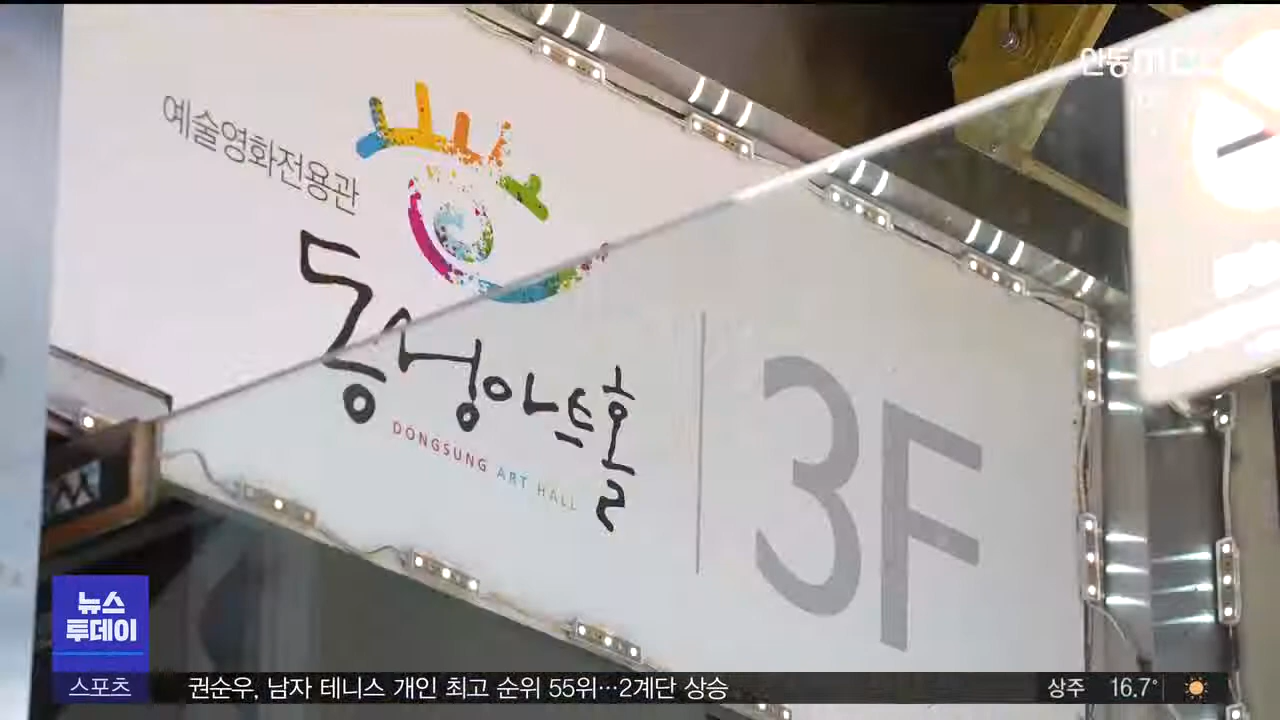 안동MBC
예술영화전용관
동성아트홀
DONGSUNG ART HALL
3F
뉴스
투데이
스포츠
권순우, 남자 테니스 개인 최고 순위 55위…2계단 상승
상주 16.7°